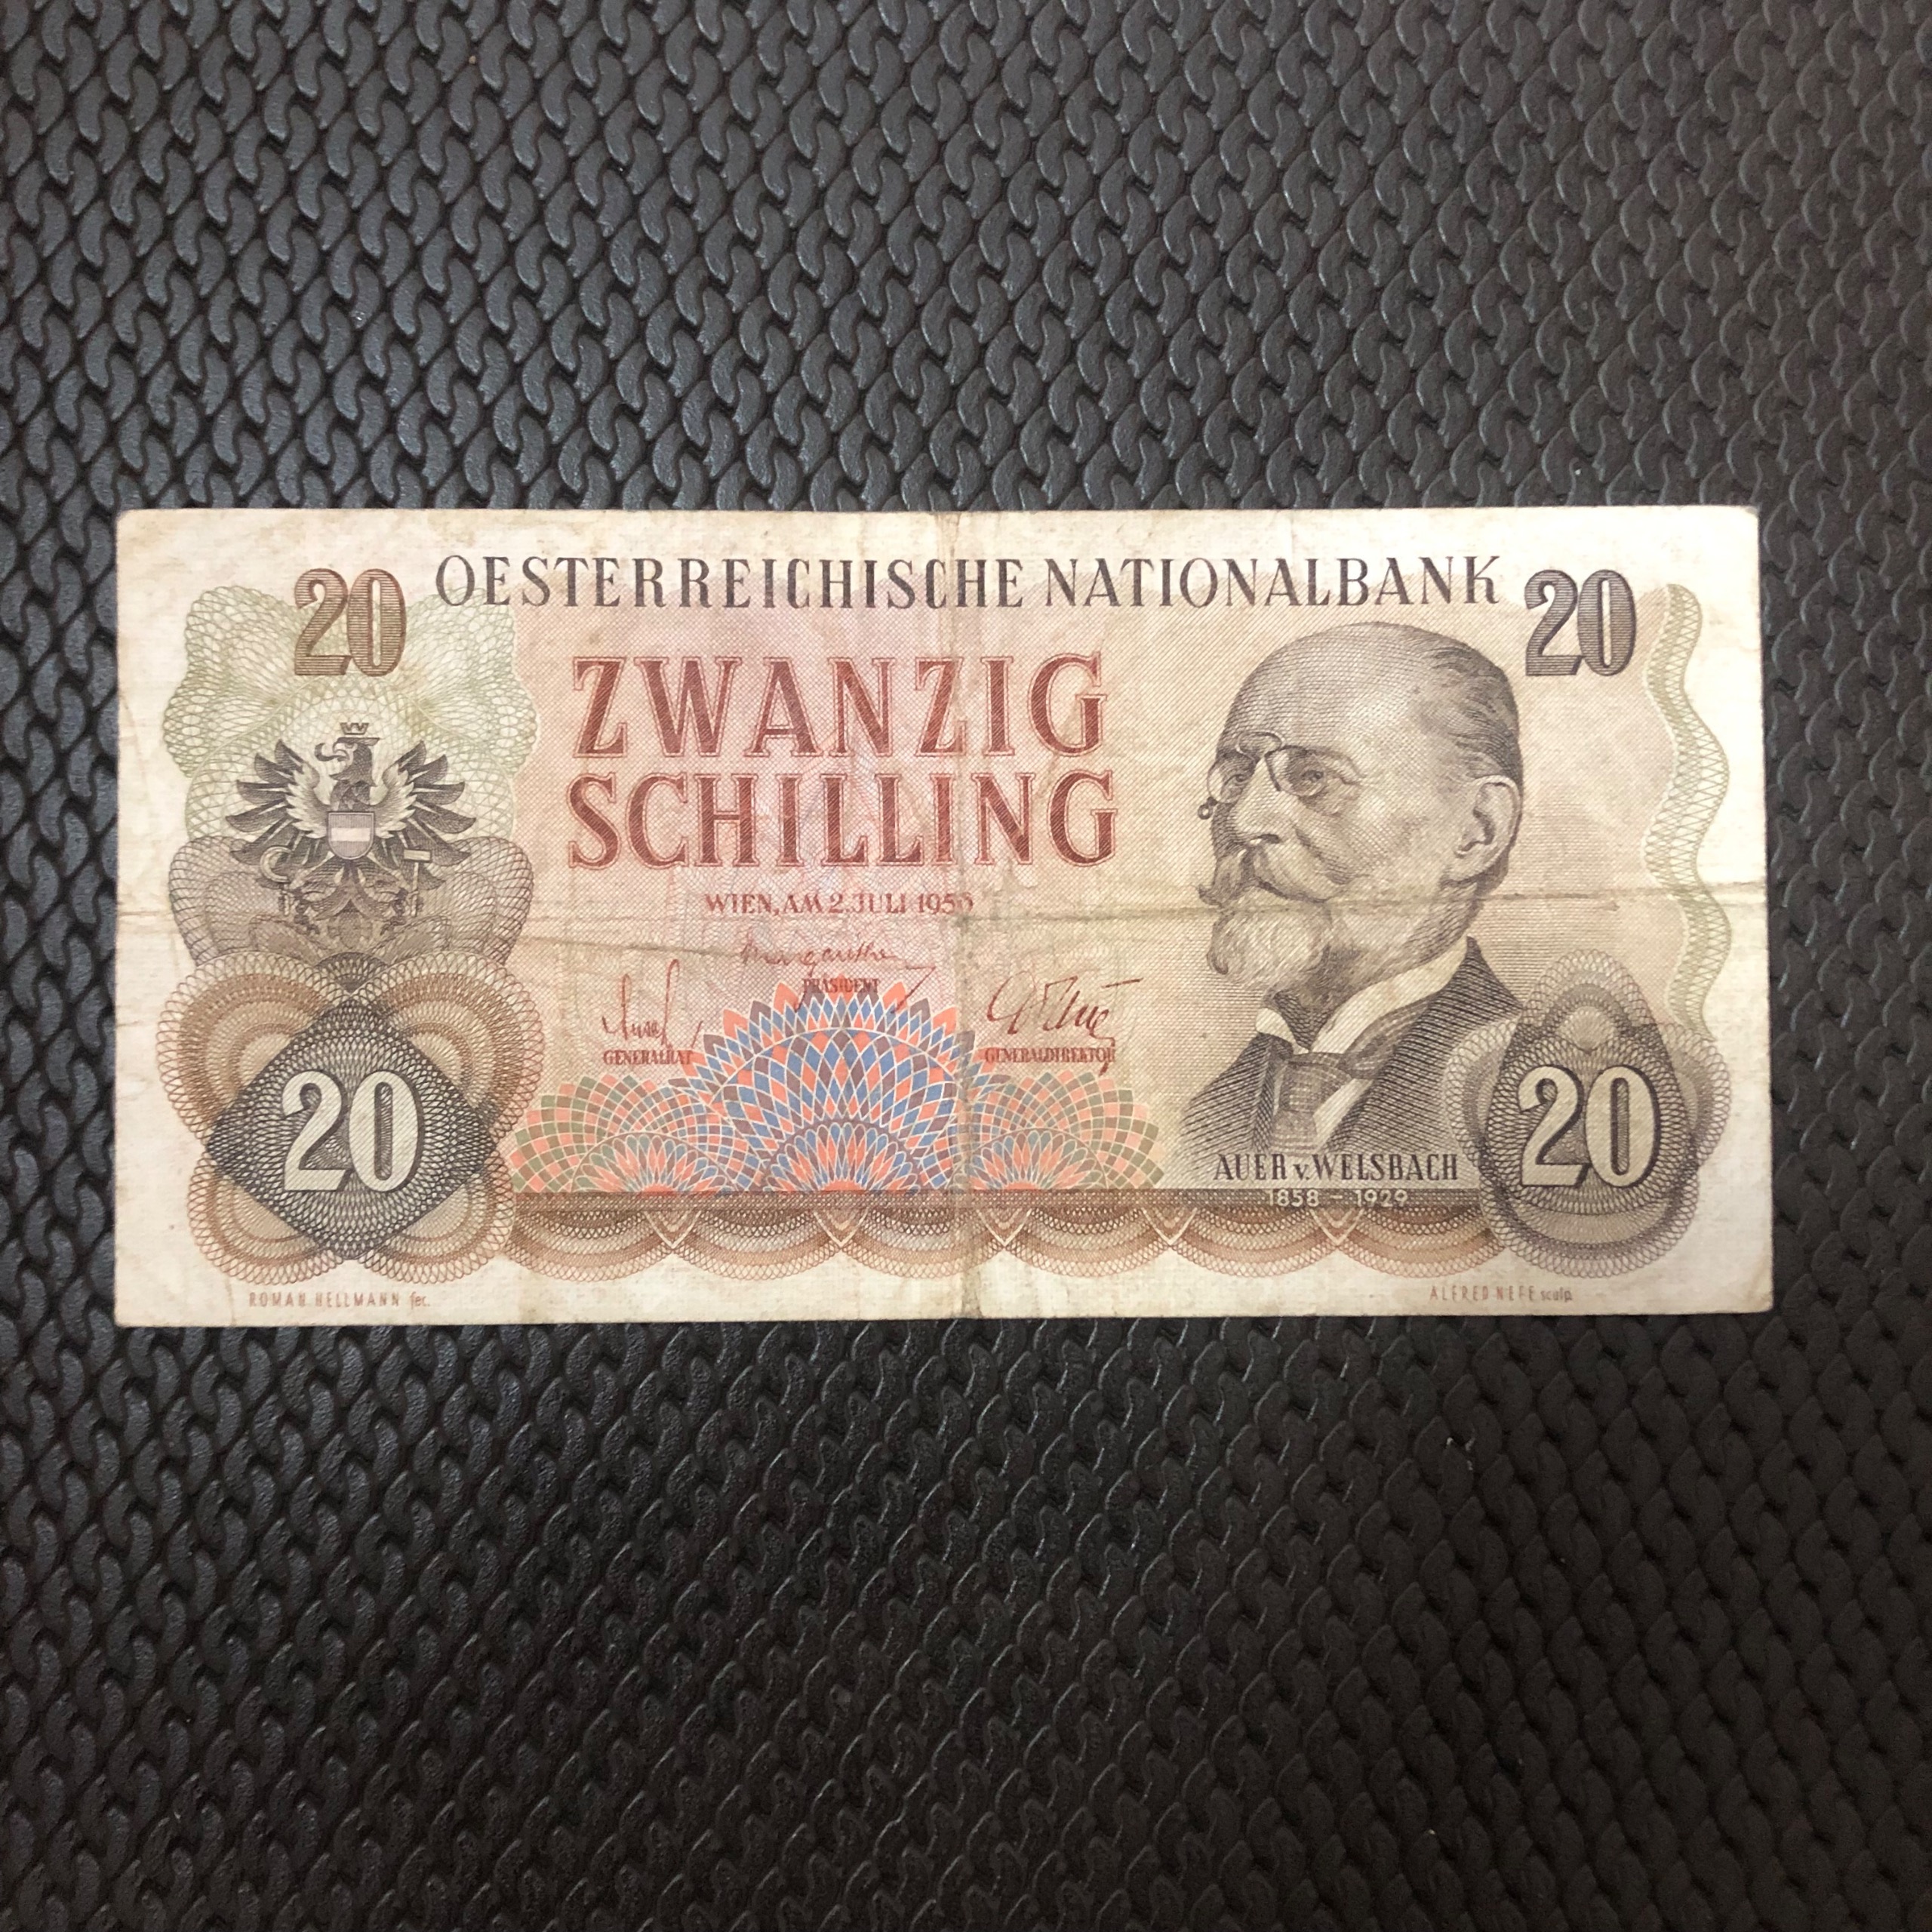 20 OESTERREICHISCHE NATIONALBANK 20
ZWANZIG
SCHILLING
WIEN, AM 2. JULI 1956
PRÄSIDENT
GENERALRAT
GENERALDIREKTOR
20
AUER v. WELSBACH
1858 - 1929
20
ROMAN HELLMANN fec.
ALFRED NEFE sculp.